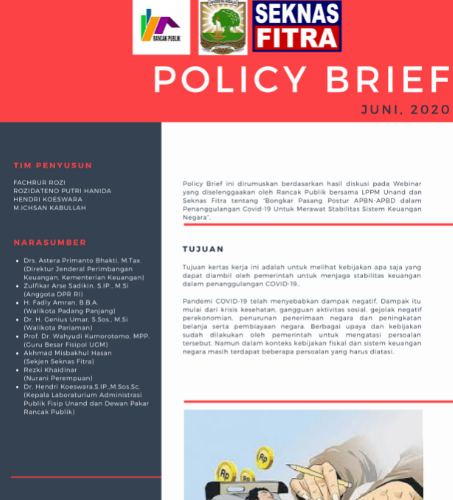 RANCAN PUBLIK
SEKNAS
FITRA
POLICY BRIEF
JUNI, 2020
TIM PENYUSUN
FACHRUR ROZI
ROZIDATENO PUTRI HANIDA
HENDRI KOESWARA
M.ICHSAN KABULLAH
NARASUMBER
Drs. Astera Primanto Bhakti, M.Tax.
(Direktur Jenderal Perimbangan
Keuangan, Kementerian Keuangan)
Zulfikar Arse Sadikin, S.IP., M.Si
(Anggota DPR RI)
H. Fadly Amran, B.B.A.
(Walikota Padang Panjang)
Dr. H. Genius Umar, S.Sos., M.Si
(Walikota Pariaman)
Prof. Dr. Wahyudi Kumorotomo, MPP.
(Guru Besar Fisipol UGM)
Akhmad Misbakhul Hasan
(Sekjen Seknas Fitra)
Rezki Khaidinar
(Nurani Perempuan)
Dr. Hendri Koeswara,S.IP.,M.Sos.Sc.
(Kepala Laboraturium Administrasi
Publik Fisip Unand dan Dewan Pakar
Rancak Publik)
Policy Brief ini dirumuskan berdasarkan hasil diskusi pada Webinar
yang diselenggaakan oleh Rancak Publik bersama LPPM Unand dan
Seknas Fitra tentang "Bongkar Pasang Postur APBN-APBD dalam
Penanggulangan Covid-19 Untuk Merawat Stabilitas Sistem Keuangan
Negara".
TUJUAN
Tujuan kertas kerja ini adalah untuk melihat kebijakan apa saja yang
dapat diambil oleh pemerintah untuk menjaga stabilitas keuangan
dalam penanggulangan COVID-19.
Pandemi COVID-19 telah menyebabkan dampak negatif. Dampak itu
mulai dari krisis kesehatan, gangguan aktivitas sosial, gejolak negatif
perekonomian, penurunan penerimaan negara dan peningkatan
belanja serta pembiayaan negara. Berbagai upaya dan kebijakan
sudah dilakukan oleh pemerintah untuk mengatasi persoalan
tersebut. Namun dalam konteks kebijakan fiskal dan sistem keuangan
negara masih terdapat beberapa persoalan yang harus diatasi.
Rp
Rp
Rp